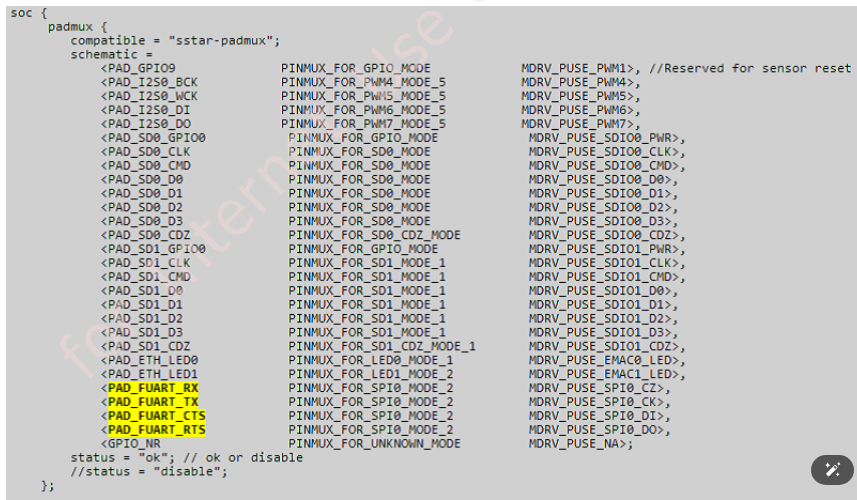 soc {
padmux {
compatible = "sstar-padmux";
schematic =
<PAD_GPIO9 PINMUX_FOR_GPIO_MODE MDRV_PUSE_PWM1>, //Reserved for sensor reset
<PAD_I2S0_BCK PINMUX_FOR_PWM4_MODE_5 MDRV_PUSE_PWM4>,
<PAD_I2S0_WCK PINMUX_FOR_PWM5_MODE_5 MDRV_PUSE_PWM5>,
<PAD_I2S0_DI PINMUX_FOR_PWM6_MODE_5 MDRV_PUSE_PWM6>,
<PAD_I2S0_DO PINMUX_FOR_PWM7_MODE_5 MDRV_PUSE_PWM7>,
<PAD_SD0_GPIO0 PINMUX_FOR_GPIO_MODE MDRV_PUSE_SDIO0_PWR>,
<PAD_SD0_CLK PINMUX_FOR_SD0_MODE MDRV_PUSE_SDIO0_CLK>,
<PAD_SD0_CMD PINMUX_FOR_SD0_MODE MDRV_PUSE_SDIO0_CMD>,
<PAD_SD0_D0 PINMUX_FOR_SD0_MODE MDRV_PUSE_SDIO0_D0>,
<PAD_SD0_D1 PINMUX_FOR_SD0_MODE MDRV_PUSE_SDIO0_D1>,
<PAD_SD0_D2 PINMUX_FOR_SD0_MODE MDRV_PUSE_SDIO0_D2>,
<PAD_SD0_D3 PINMUX_FOR_SD0_MODE MDRV_PUSE_SDIO0_D3>,
<PAD_SD0_CDZ PINMUX_FOR_SD0_CDZ_MODE MDRV_PUSE_SDIO0_CDZ>,
<PAD_SD1_GPIO0 PINMUX_FOR_GPIO_MODE MDRV_PUSE_SDIO1_PWR>,
<PAD_SD1_CLK PINMUX_FOR_SD1_MODE_1 MDRV_PUSE_SDIO1_CLK>,
<PAD_SD1_CMD PINMUX_FOR_SD1_MODE_1 MDRV_PUSE_SDIO1_CMD>,
<PAD_SD1_D0 PINMUX_FOR_SD1_MODE_1 MDRV_PUSE_SDIO1_D0>,
<PAD_SD1_D1 PINMUX_FOR_SD1_MODE_1 MDRV_PUSE_SDIO1_D1>,
<PAD_SD1_D2 PINMUX_FOR_SD1_MODE_1 MDRV_PUSE_SDIO1_D2>,
<PAD_SD1_D3 PINMUX_FOR_SD1_MODE_1 MDRV_PUSE_SDIO1_D3>,
<PAD_SD1_CDZ PINMUX_FOR_SD1_CDZ_MODE_1 MDRV_PUSE_SDIO1_CDZ>,
<PAD_ETH_LED0 PINMUX_FOR_LED0_MODE_1 MDRV_PUSE_EMAC0_LED>,
<PAD_ETH_LED1 PINMUX_FOR_LED1_MODE_2 MDRV_PUSE_EMAC1_LED>,
<PAD_FUART_RX PINMUX_FOR_SPI0_MODE_2 MDRV_PUSE_SPI0_CZ>,
<PAD_FUART_TX PINMUX_FOR_SPI0_MODE_2 MDRV_PUSE_SPI0_CK>,
<PAD_FUART_CTS PINMUX_FOR_SPI0_MODE_2 MDRV_PUSE_SPI0_DI>,
<PAD_FUART_RTS PINMUX_FOR_SPI0_MODE_2 MDRV_PUSE_SPI0_DO>,
<GPIO_NR PINMUX_FOR_UNKNOWN_MODE MDRV_PUSE_NA>;
status = "ok"; // ok or disable
//status = "disable";
};